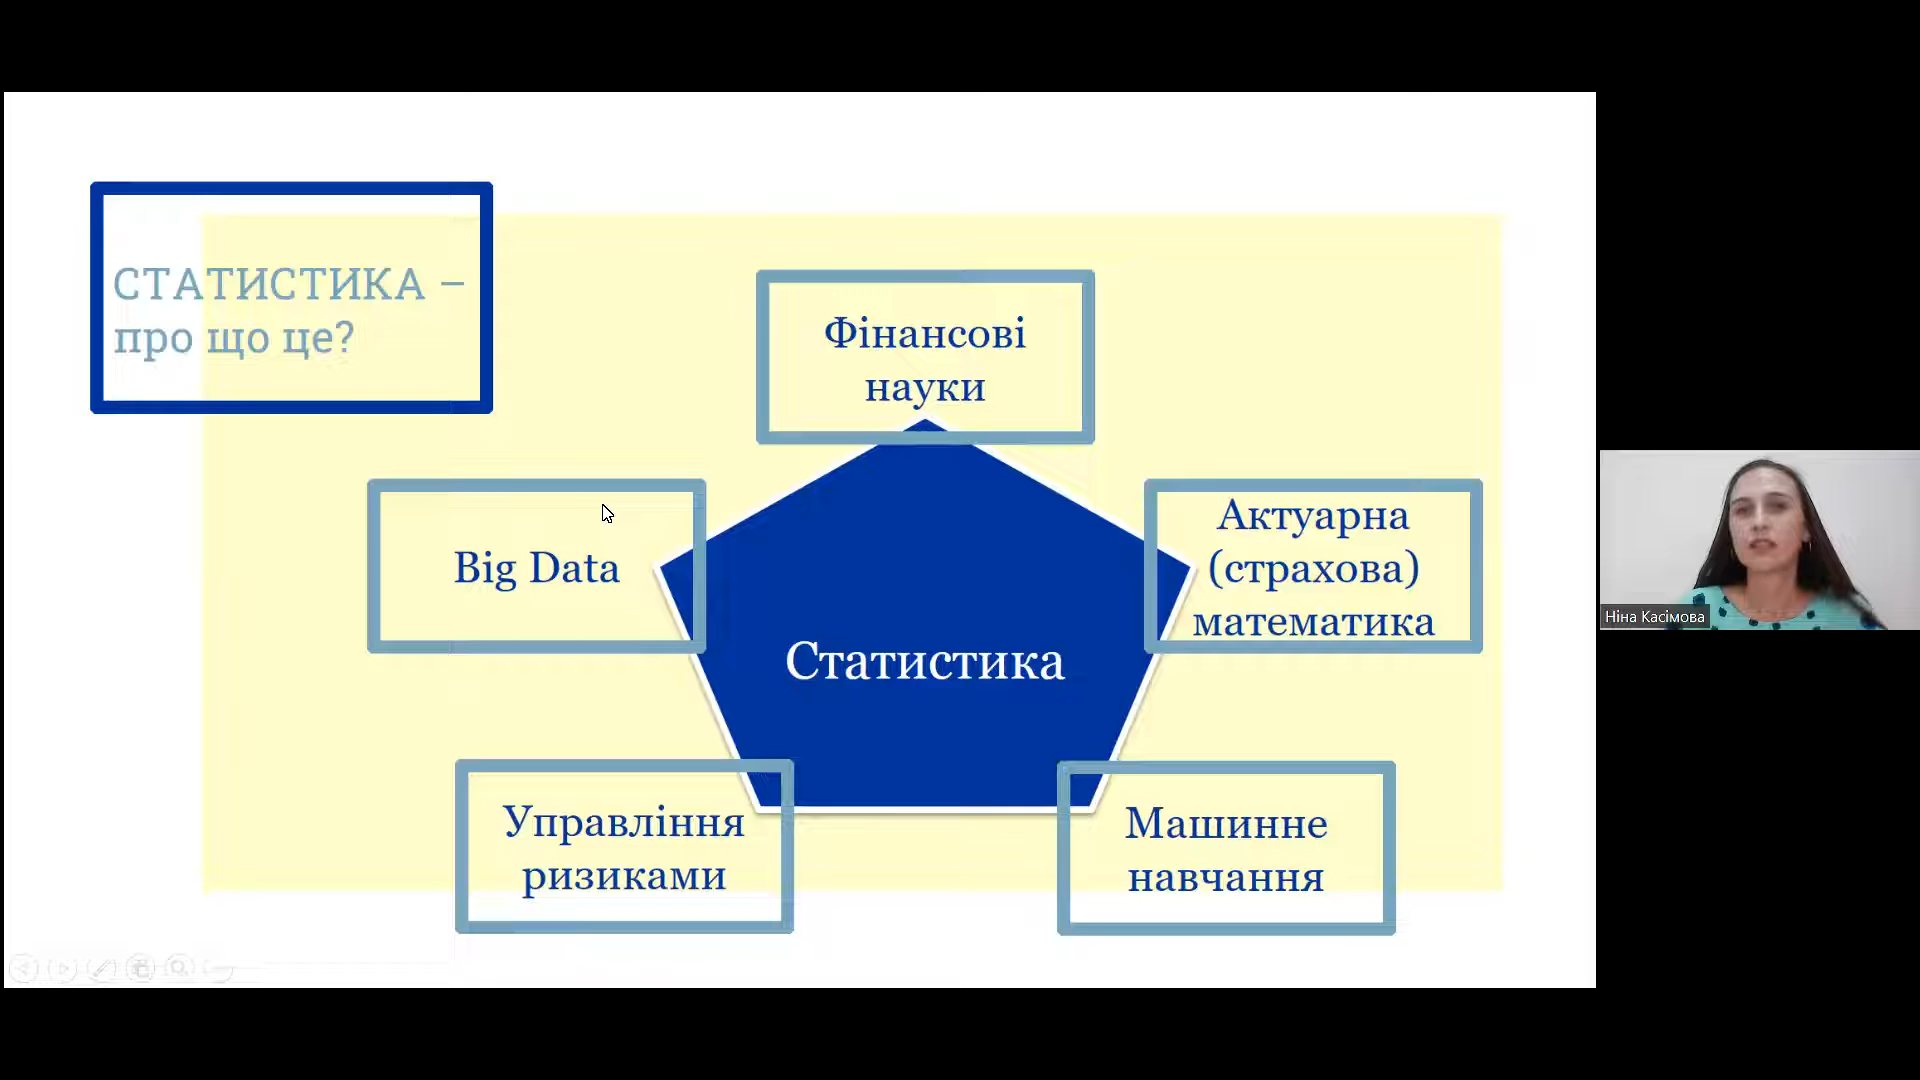 СТАТИСТИКА –
про що це?
Фінансові
науки
Big Data
Актуарна
(страхова)
математика
Статистика
Управління
ризиками
Машинне
навчання
Ніна Касімова